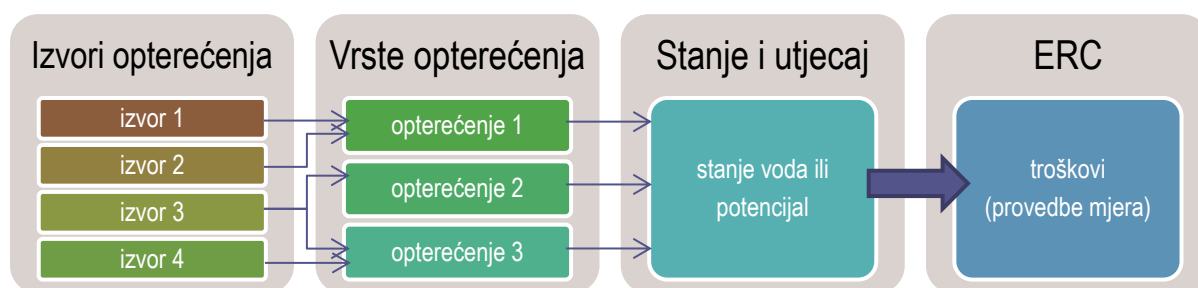 Izvori opterećenja
izvor 1
izvor 2
izvor 3
izvor 4
Vrste opterećenja
opterećenje 1
opterećenje 2
opterećenje 3
Stanje i utjecaj
stanje voda ili
potencijal
ERC
troškovi
(provedbe mjera)